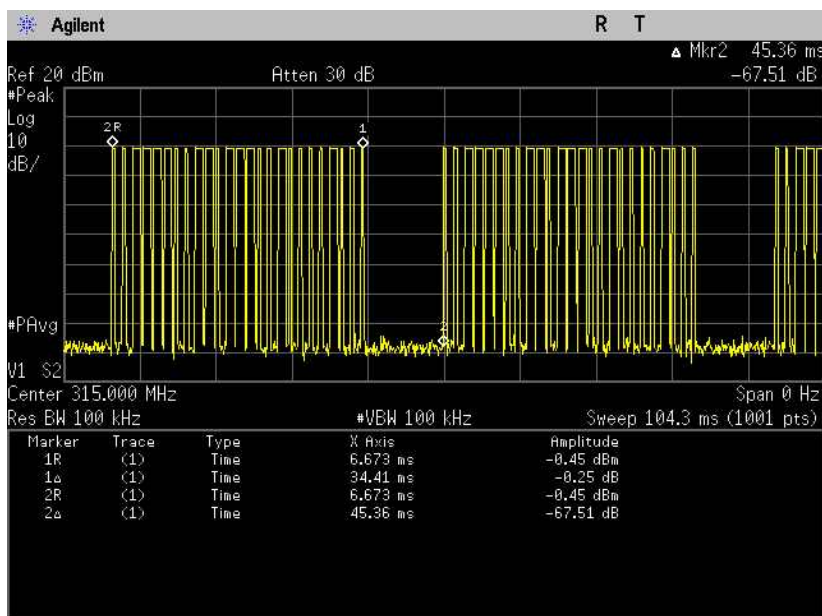 Agilent R T
Δ Mkr2 45.36 ms
Ref 20 dBm Atten 30 dB -67.51 dB
#Peak
Log
10
dB/
2R
1
2
#PAvg
V1 S2
Center 315.000 MHz Span 0 Hz
Res BW 100 kHz #VBW 100 kHz Sweep 104.3 ms (1001 pts)
Marker Trace Type X Axis Amplitude
1R (1) Time 6.673 ms -0.45 dBm
1Δ (1) Time 34.41 ms -0.25 dB
2R (1) Time 6.673 ms -0.45 dBm
2Δ (1) Time 45.36 ms -67.51 dB